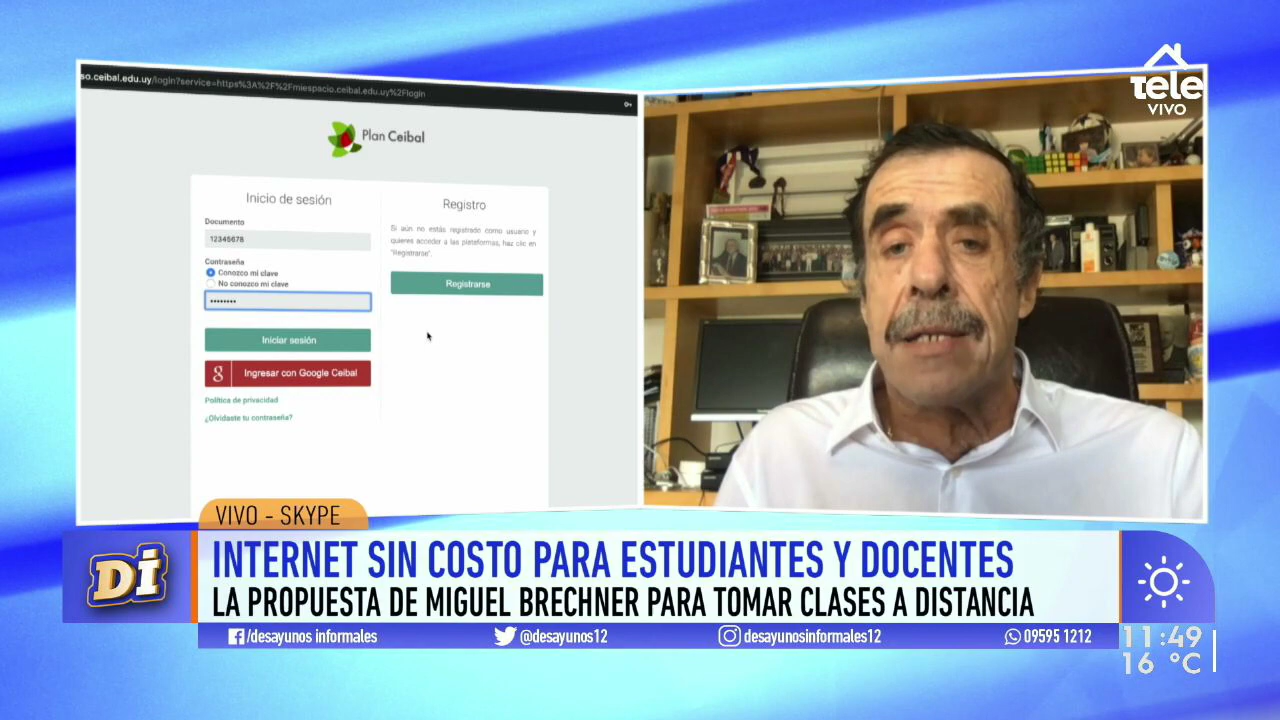 so.ceibal.edu.uy/login?service=https%3A%2F%2Fmiespacio.ceibal.edu.uy%2Flogin
Plan Ceibal
Inicio de sesión
Documento
12345678
Contraseña
Conozco mi clave
No conozco mi clave
••••••••
Iniciar sesión
g Ingresar con Google Ceibal
Política de privacidad
¿Olvidaste tu contraseña?
Registro
Si aún no estás registrado como usuario y
quieres acceder a las plataformas, haz clic en
"Registrarse".
Registrarse
tele
VIVO
VIVO - SKYPE
Di
INTERNET SIN COSTO PARA ESTUDIANTES Y DOCENTES
LA PROPUESTA DE MIGUEL BRECHNER PARA TOMAR CLASES A DISTANCIA
/desayunos informales
@desayunos12
desayunosinformales12
09595 1212
11:49
16 °C